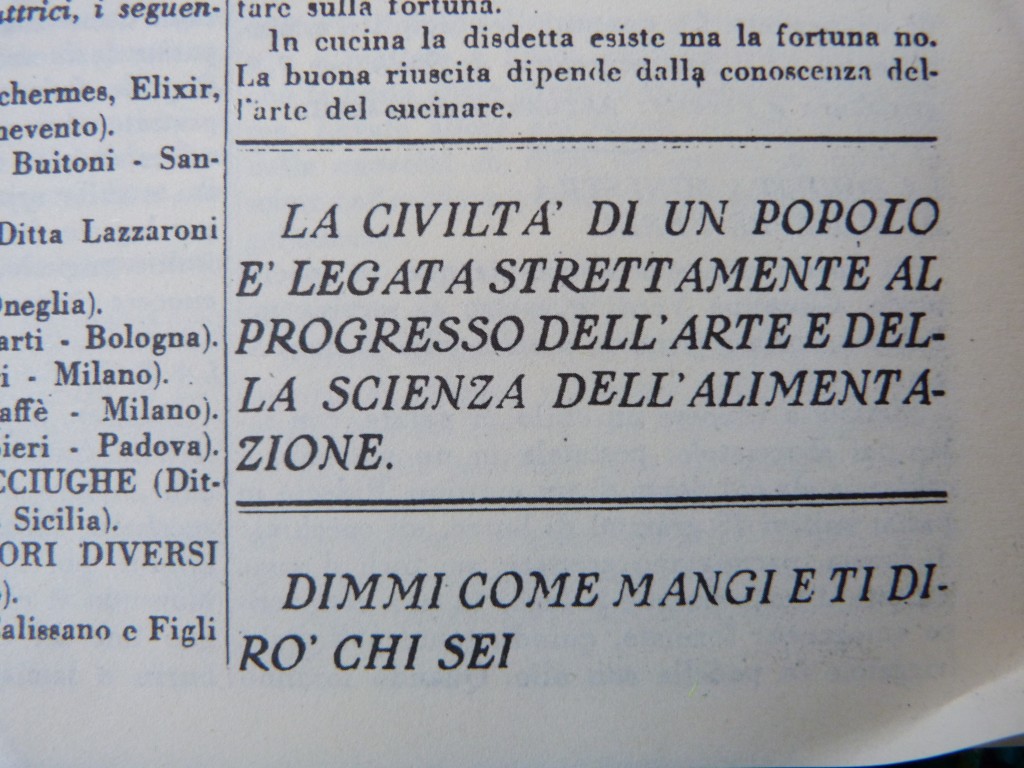 attrici, i seguen-
chermes, Elixir,
nevento).
Buitoni - San-
Ditta Lazzaroni
Oneglia).
arti - Bologna).
i - Milano).
affè - Milano).
ieri - Padova).
CCIUGHE (Dit-
Sicilia).
ORI DIVERSI
).
alissano e Figli
tare sulla fortuna.
In cucina la disdetta esiste ma la fortuna no.
La buona riuscita dipende dalla conoscenza del-
l'arte del cucinare.
LA CIVILTA' DI UN POPOLO
E' LEGATA STRETTAMENTE AL
PROGRESSO DELL'ARTE E DEL-
LA SCIENZA DELL'ALIMENTA-
ZIONE.
DIMMI COME MANGI E TI DI-
RO' CHI SEI